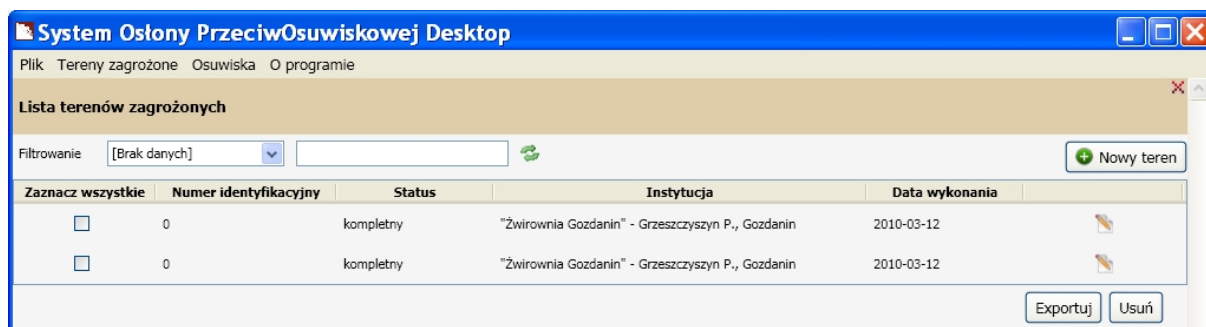 System Osłony PrzeciwOsuwiskowej Desktop
Plik Tereny zagrożone Osuwiska O programie
Lista terenów zagrożonych
Filtrowanie [Brak danych] Nowy teren
Zaznacz wszystkie Numer identyfikacyjny Status Instytucja Data wykonania
0 kompletny "Żwirownia Gozdanin" - Grzeszczyszyn P., Gozdanin 2010-03-12
0 kompletny "Żwirownia Gozdanin" - Grzeszczyszyn P., Gozdanin 2010-03-12
Exportuj Usuń